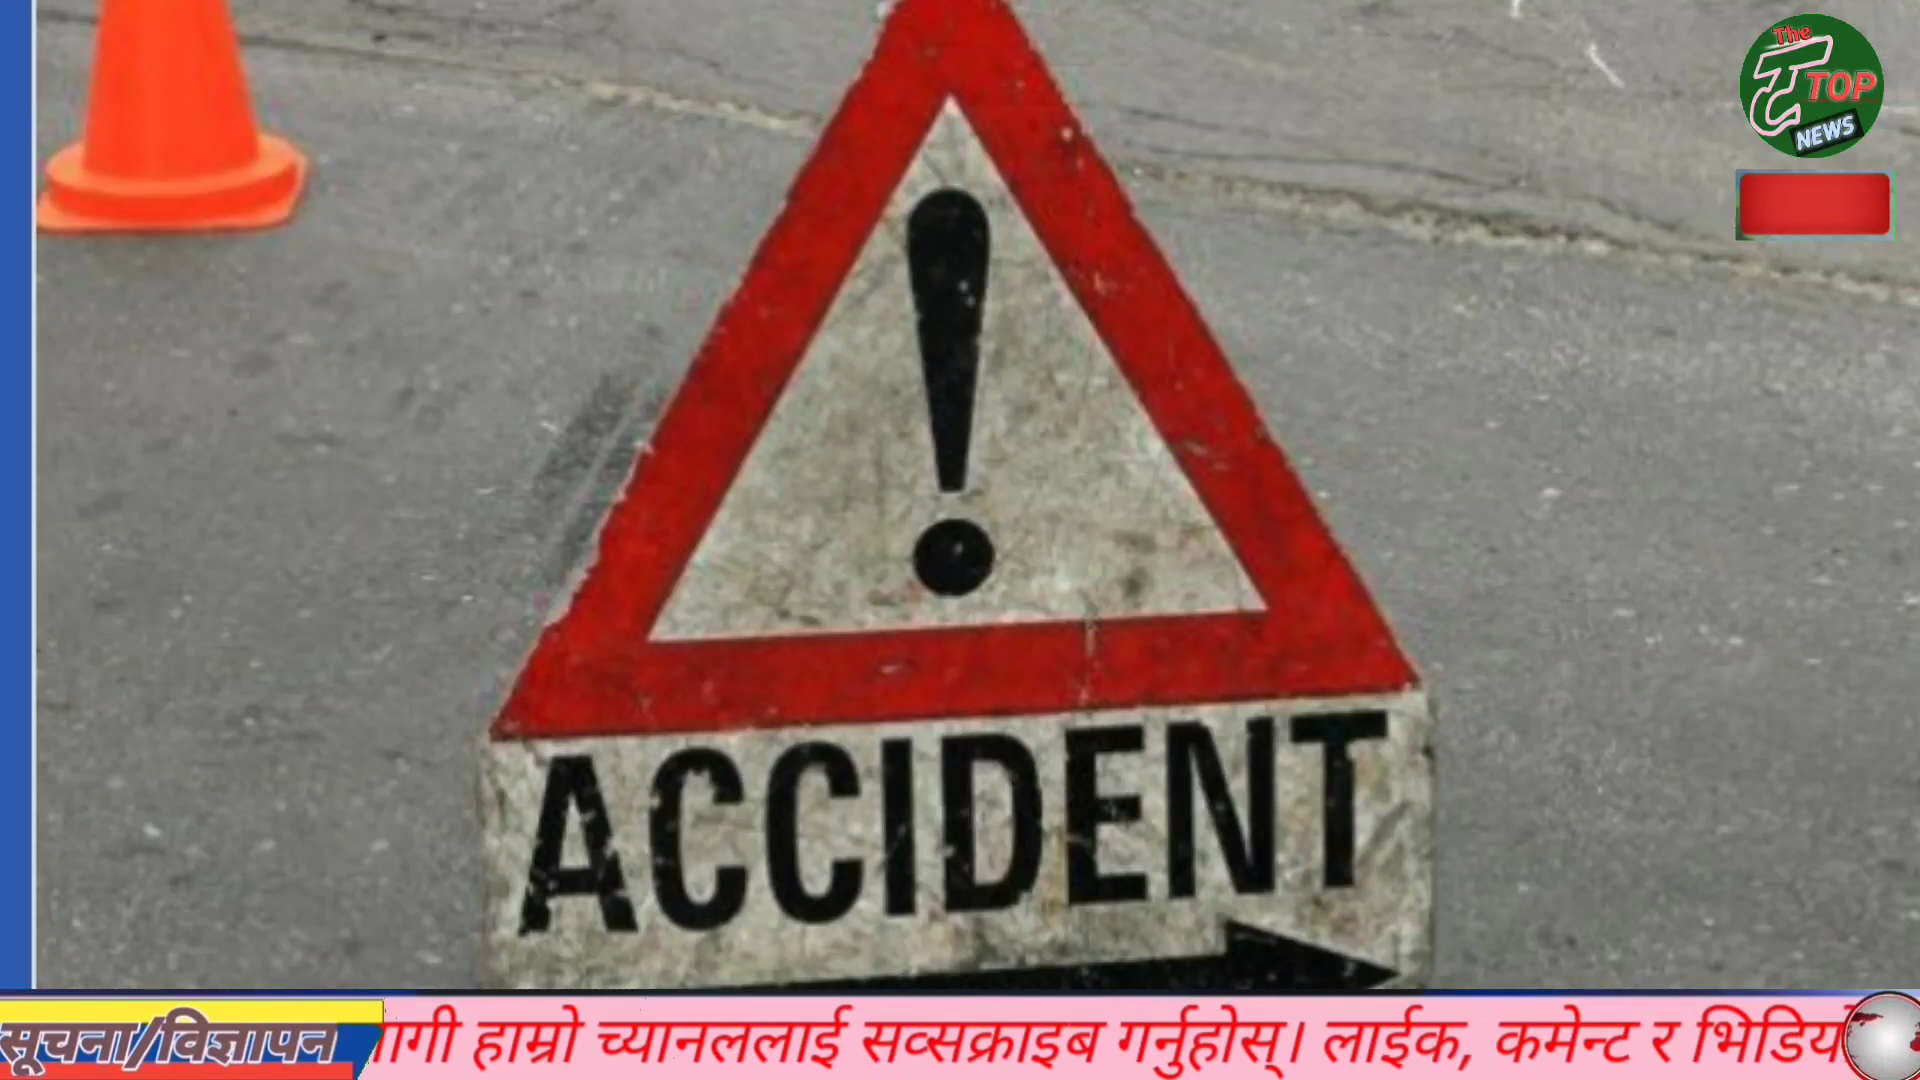 The
TOP
NEWS
ACCIDENT
सूचना/विज्ञापन
हाम्रो च्यानललाई सव्सक्राइब गर्नुहोस्। लाईक, कमेन्ट र